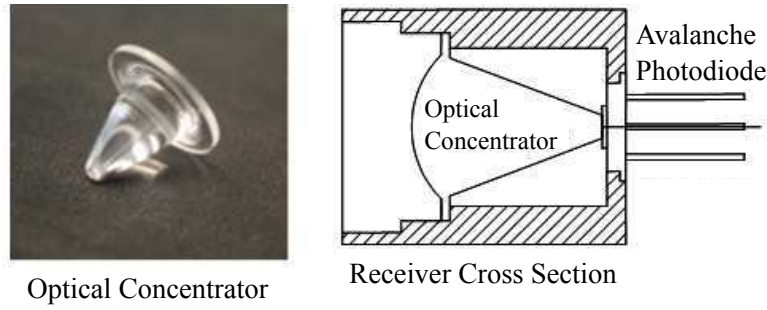 Avalanche
Photodiode
Optical
Concentrator
Optical Concentrator
Receiver Cross Section